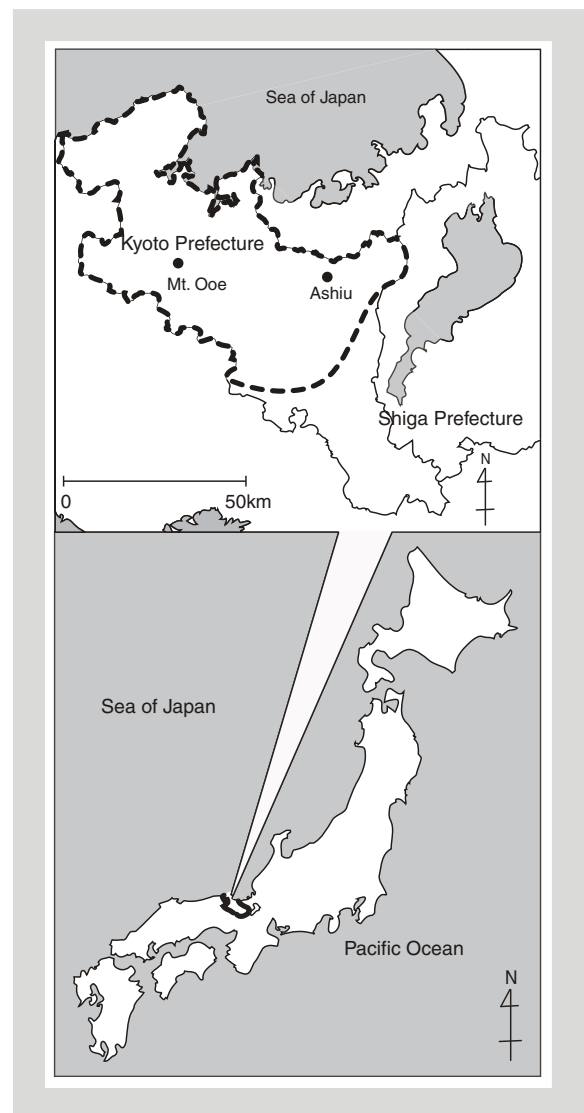 Sea of Japan
Kyoto Prefecture
Mt. Ooe
Ashiu
Shiga Prefecture
N
0 50km
Sea of Japan
Pacific Ocean
N